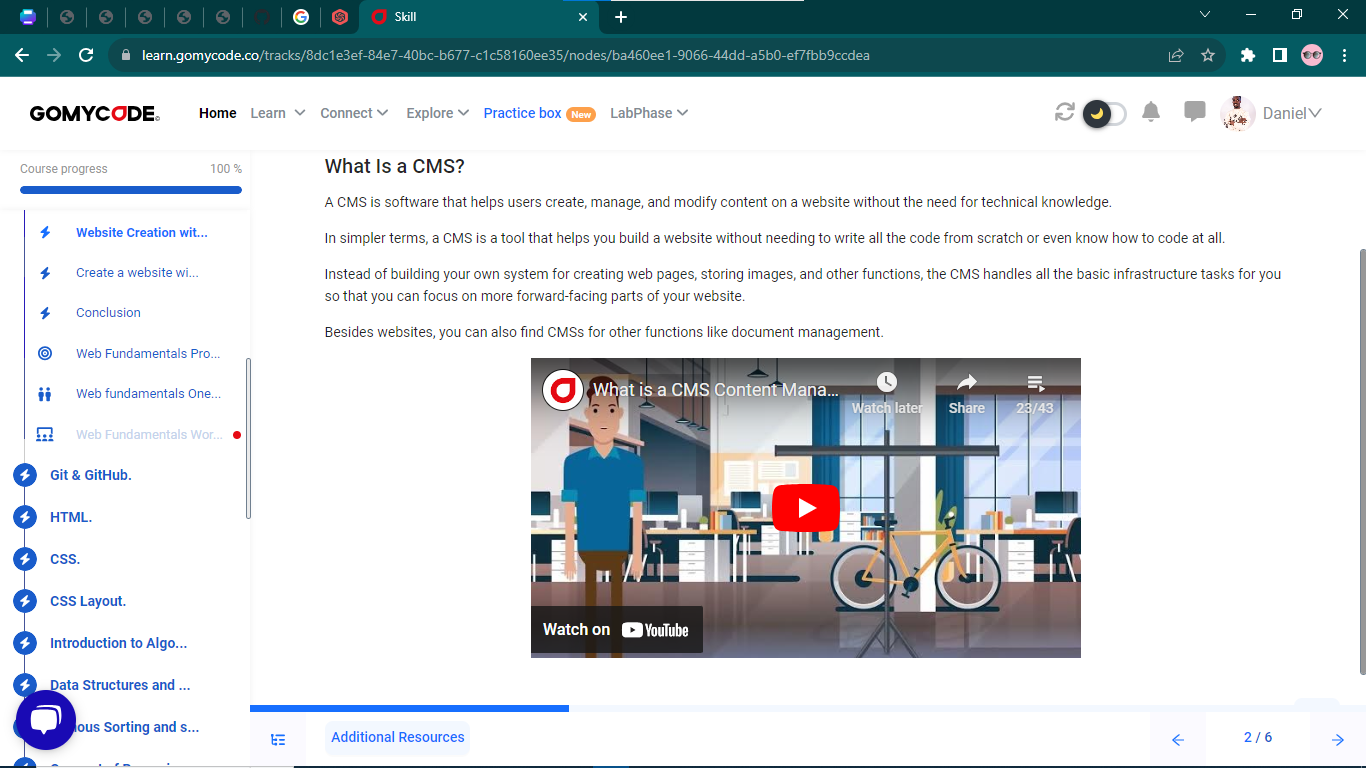 Skill
learn.gomycode.co/tracks/8dc1e3ef-84e7-40bc-b677-c1c58160ee35/nodes/ba460ee1-9066-44dd-a5b0-ef7fbb9ccdea
GOMYCODE
Home Learn Connect Explore Practice box New LabPhase Daniel
Course progress 100 %
Website Creation wit...
Create a website wi...
Conclusion
Web Fundamentals Pro...
Web fundamentals One...
Web Fundamentals Wor...
Git & GitHub.
HTML.
CSS.
CSS Layout.
Introduction to Algo...
Data Structures and ...
ous Sorting and s...
What Is a CMS?
A CMS is software that helps users create, manage, and modify content on a website without the need for technical knowledge.
In simpler terms, a CMS is a tool that helps you build a website without needing to write all the code from scratch or even know how to code at all.
Instead of building your own system for creating web pages, storing images, and other functions, the CMS handles all the basic infrastructure tasks for you
so that you can focus on more forward-facing parts of your website.
Besides websites, you can also find CMSs for other functions like document management.
What is a CMS Content Mana...
Watch later Share 23/43
Watch on YouTube
Additional Resources 2 / 6